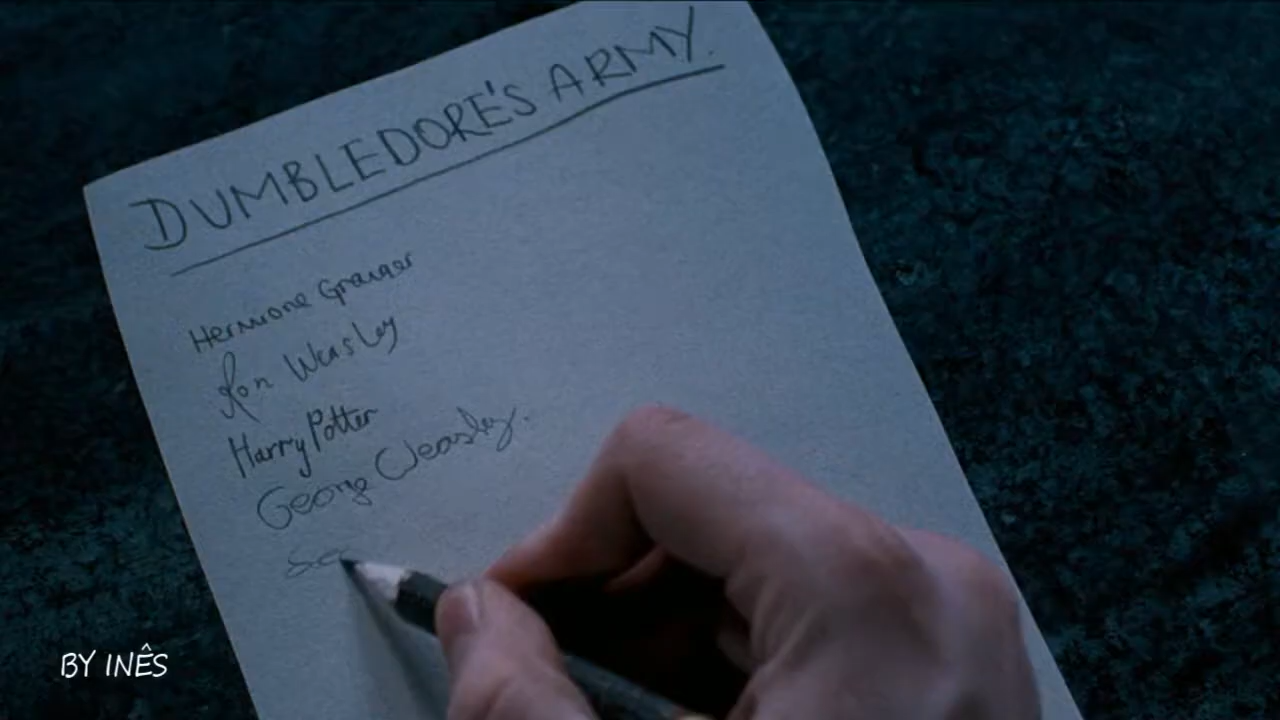 DUMBLEDORE'S ARMY.
Hermione Granger
Ron Weasley
Harry Potter
George Weasley.
BY INÊS